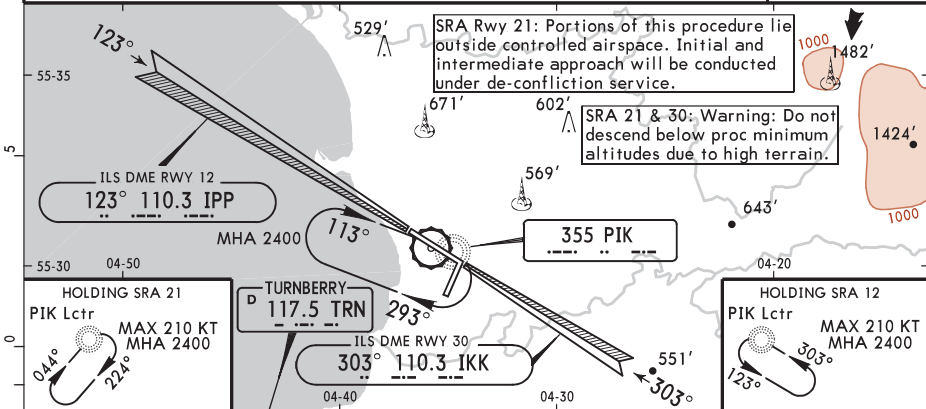 123°
529'
SRA Rwy 21: Portions of this procedure lie
outside controlled airspace. Initial and
intermediate approach will be conducted
under de-confliction service.
1000
1482'
55-35
671'
602'
SRA 21 & 30: Warning: Do not
descend below proc minimum
altitudes due to high terrain.
1424'
5
ILS DME RWY 12
123° 110.3 IPP
569'
643'
1000
113°
MHA 2400
355 PIK
55-30
04-50
04-20
HOLDING SRA 21
PIK Lctr
MAX 210 KT
MHA 2400
044°
224°
D
TURNBERRY
117.5 TRN
293°
HOLDING SRA 12
PIK Lctr
MAX 210 KT
MHA 2400
303°
123°
0
ILS DME RWY 30
303° 110.3 IKK
551'
303°
04-40
04-30